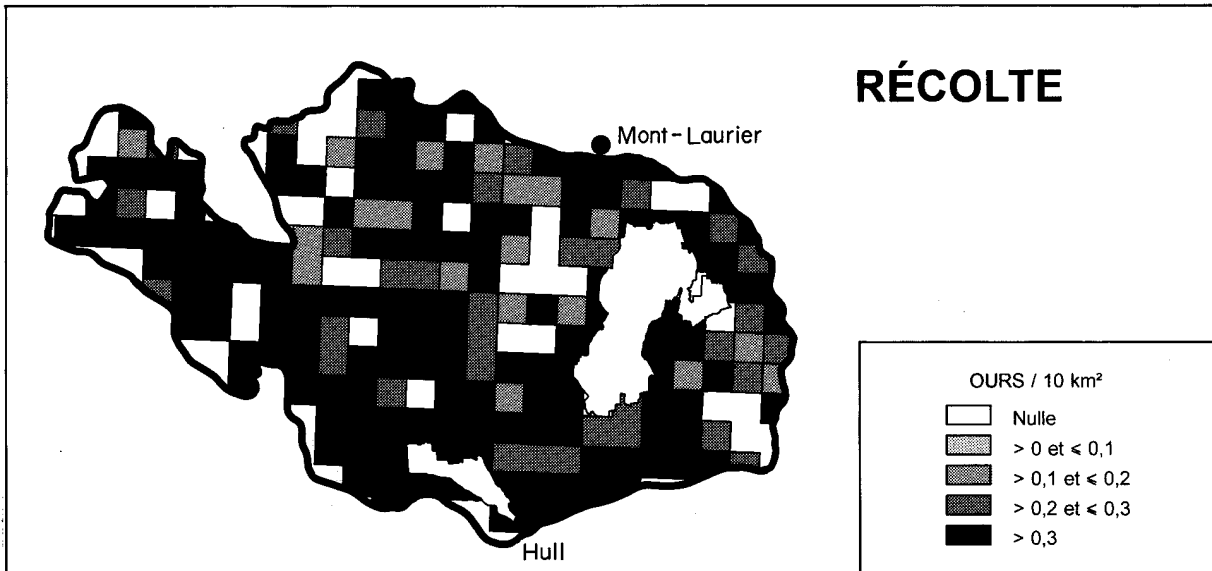 RÉCOLTE
Mont-Laurier
Hull
OURS / 10 km²
Nulle
> 0 et ⩽ 0,1
> 0,1 et ⩽ 0,2
> 0,2 et ⩽ 0,3
> 0,3